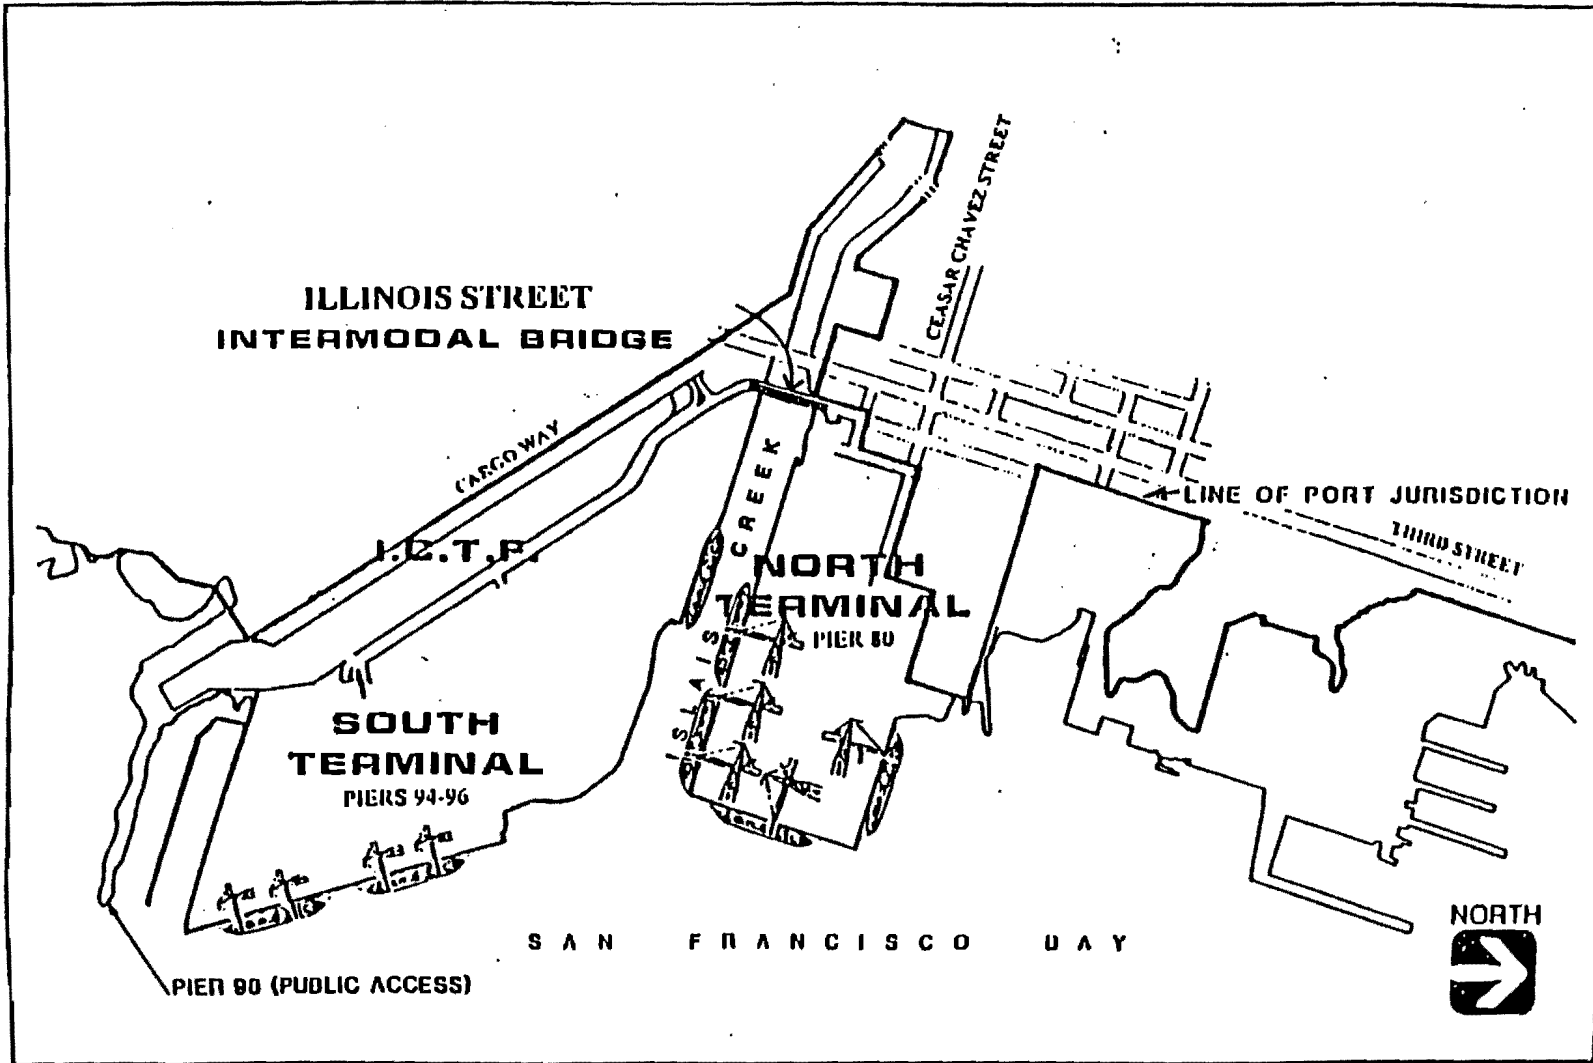 CEASAR CHAVEZ STREET
ILLINOIS STREET
INTERMODAL BRIDGE
CARGO WAY
LINE OF PORT JURISDICTION
THIRD STREET
I.C.T.F.
ISLAIS CREEK
NORTH
TERMINAL
PIER 80
SOUTH
TERMINAL
PIERS 94-96
SAN FRANCISCO BAY
NORTH
PIER 90 (PUBLIC ACCESS)